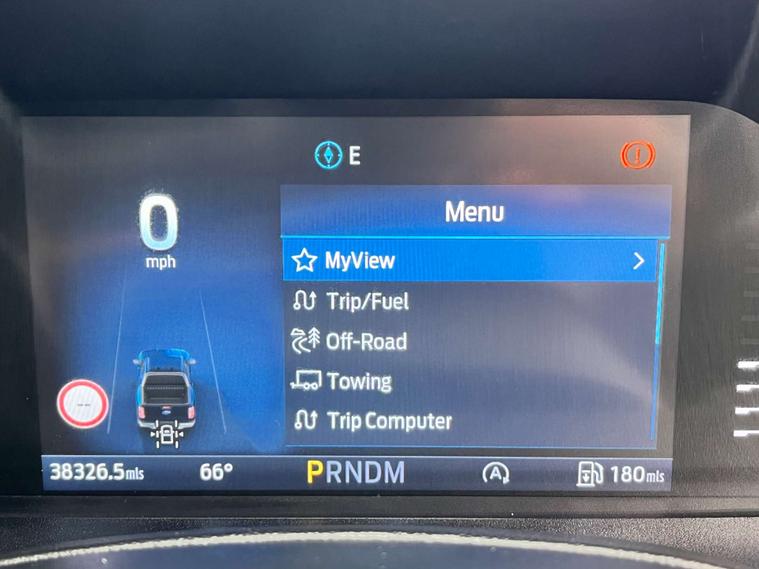 E
0
mph
Menu
MyView
Trip/Fuel
Off-Road
Towing
Trip Computer
38326.5mls 66° PRNDM A 180mls